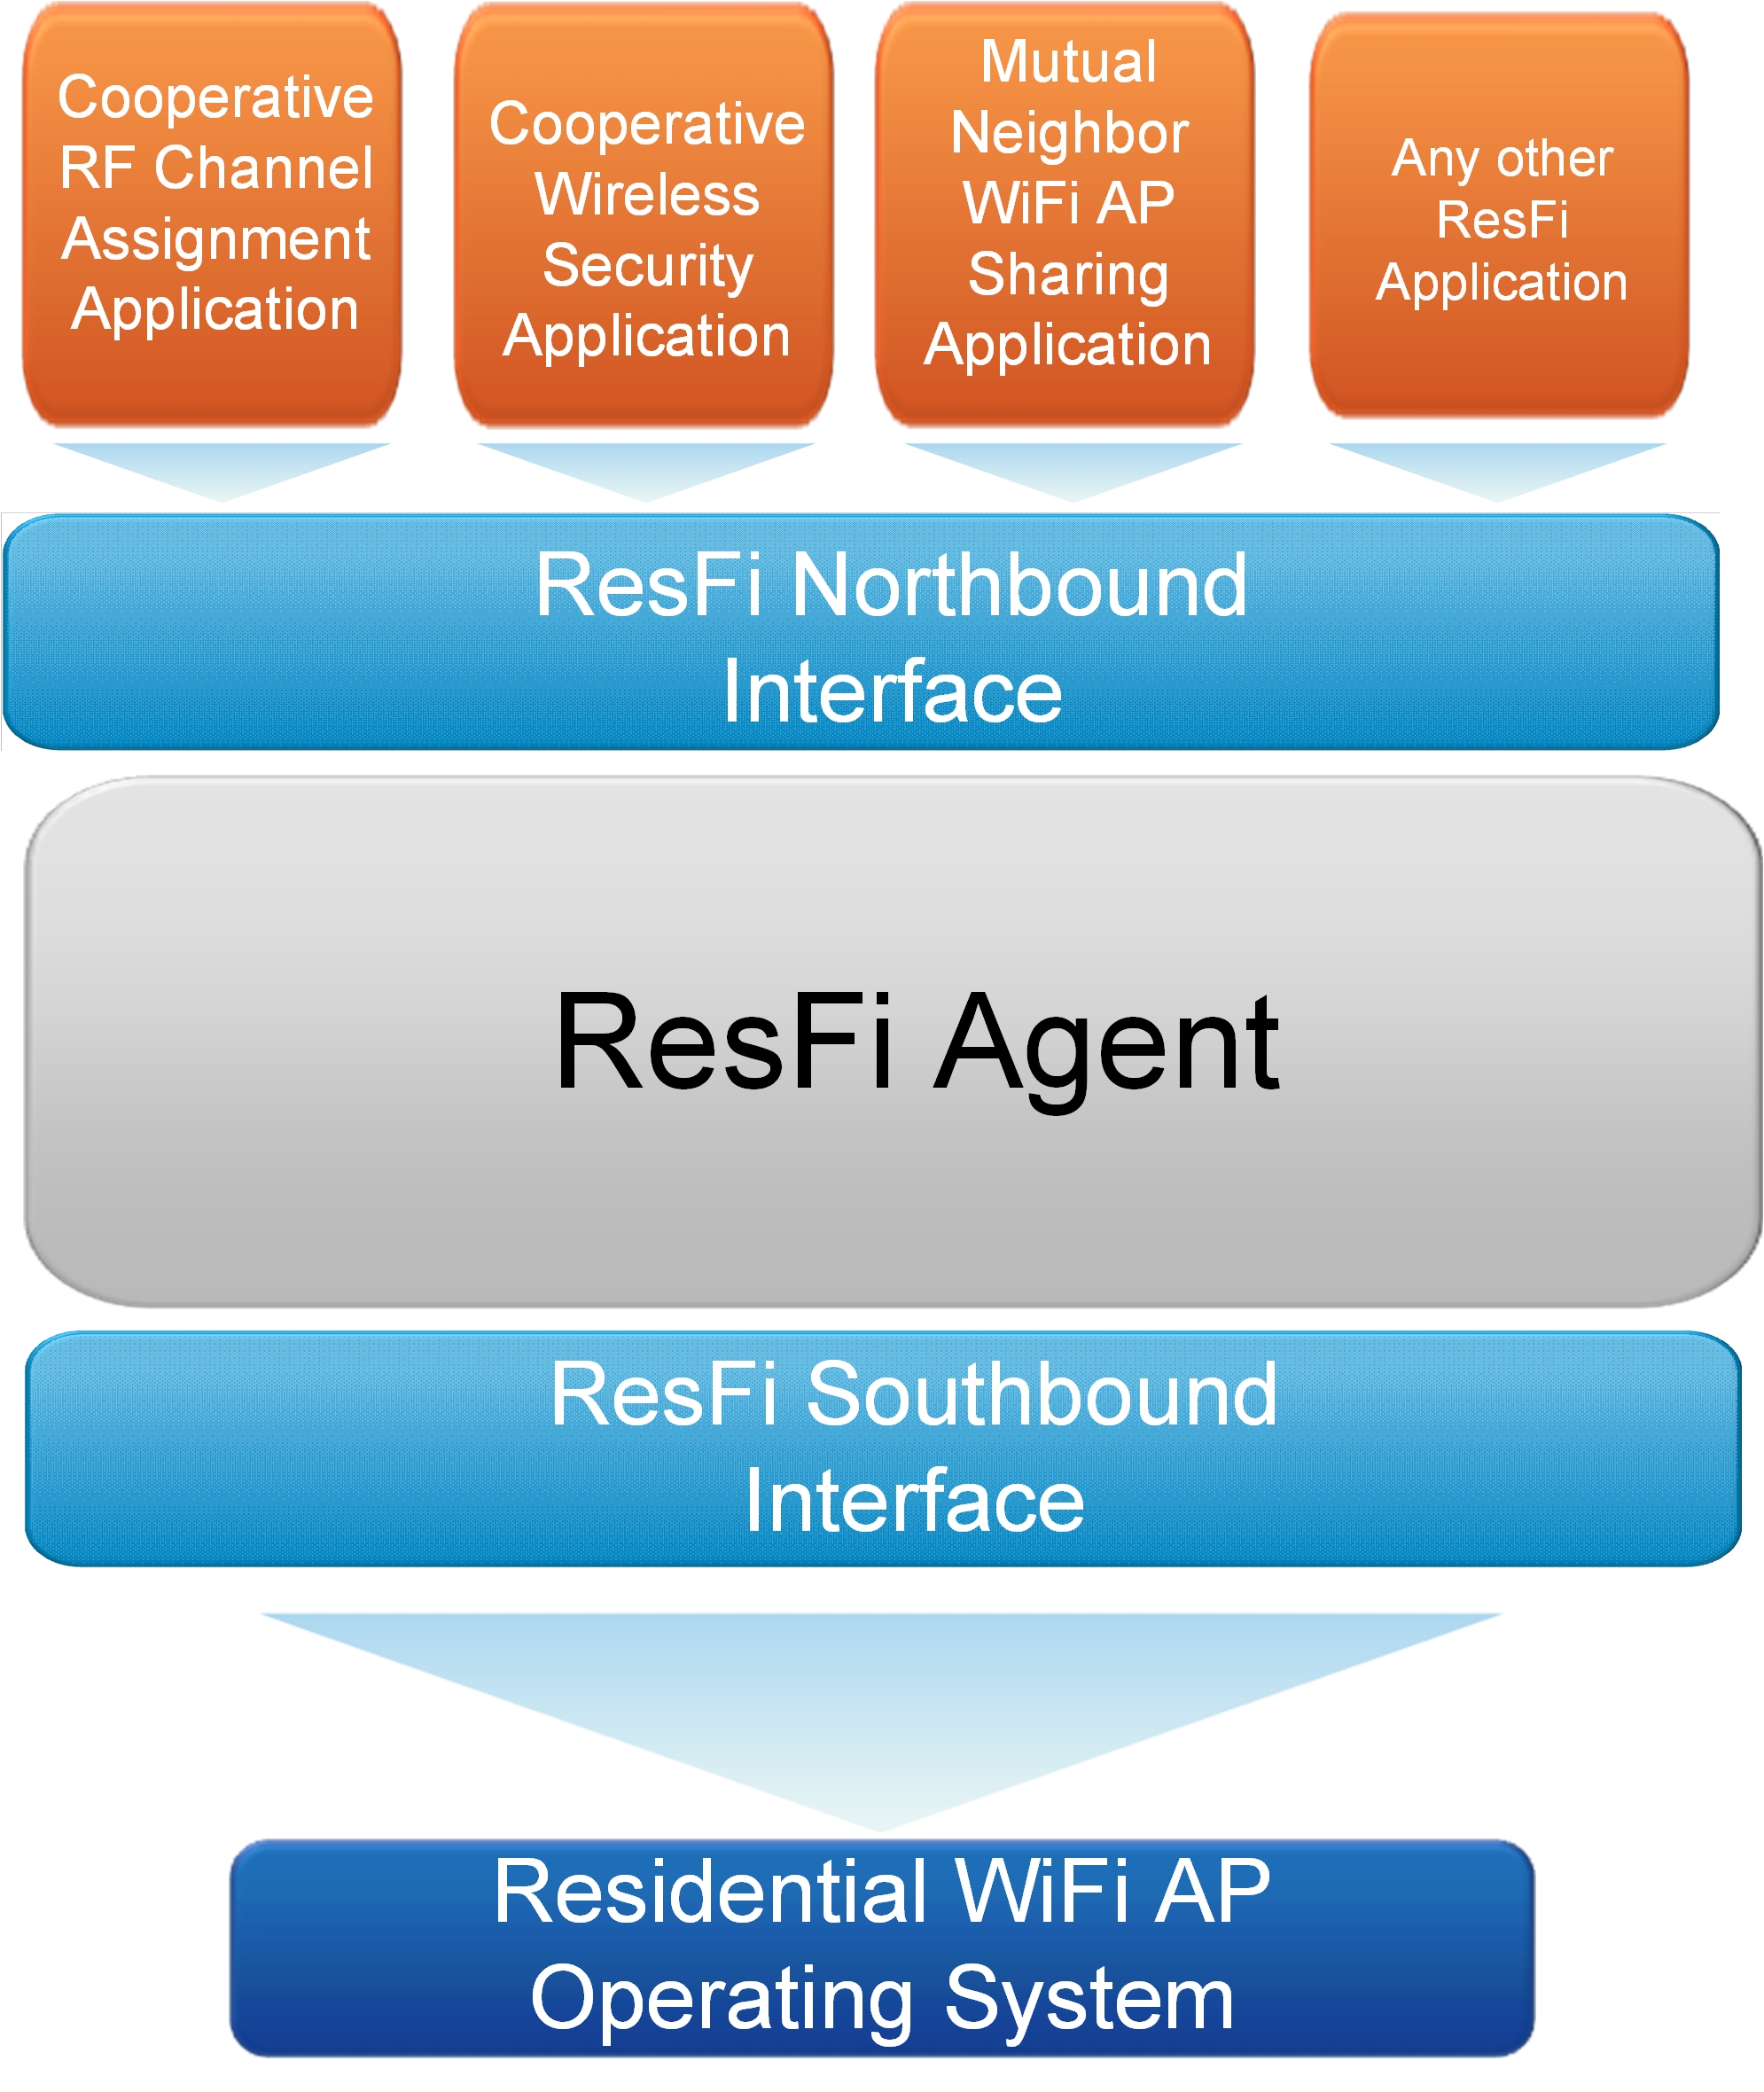 Cooperative
RF Channel
Assignment
Application
Cooperative
Wireless
Security
Application
Mutual
Neighbor
WiFi AP
Sharing
Application
Any other
ResFi
Application
ResFi Northbound
Interface
ResFi Agent
ResFi Southbound
Interface
Residential WiFi AP
Operating System